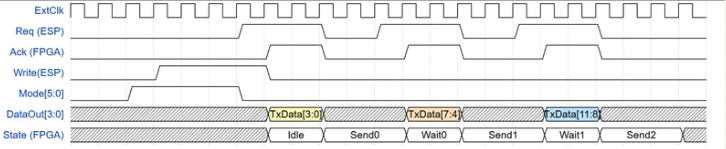 ExtClk
Req (ESP)
Ack (FPGA)
Write(ESP)
Mode[5:0]
DataOut[3:0] TxData[3:0] TxData[7:4] TxData[11:8]
State (FPGA) Idle Send0 Wait0 Send1 Wait1 Send2